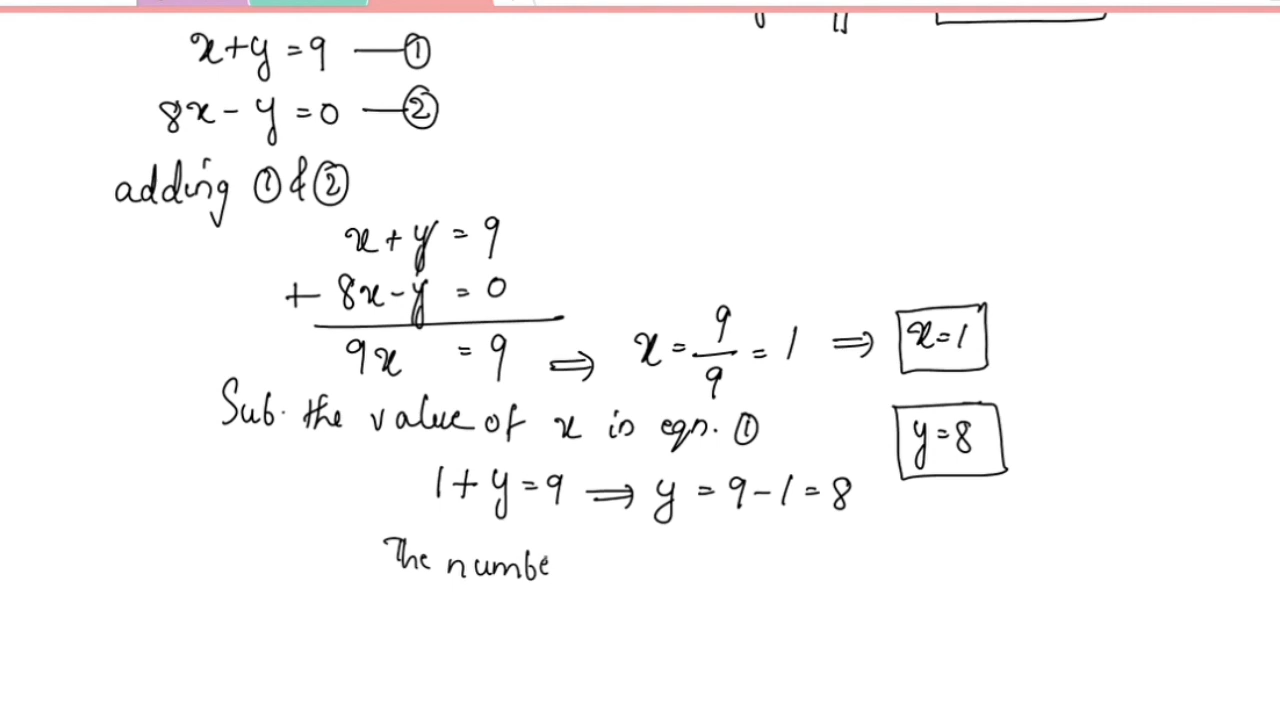 x+y=9 —①
8x-y=0 —②
adding ①&②
x+y=9
+ 8x-y=0
9x = 9 ⟹ x = 9/9 = 1 ⟹ x=1
Sub. the value of x in eqn. ①
y=8
1+y=9 ⟹ y = 9-1=8
The numbe